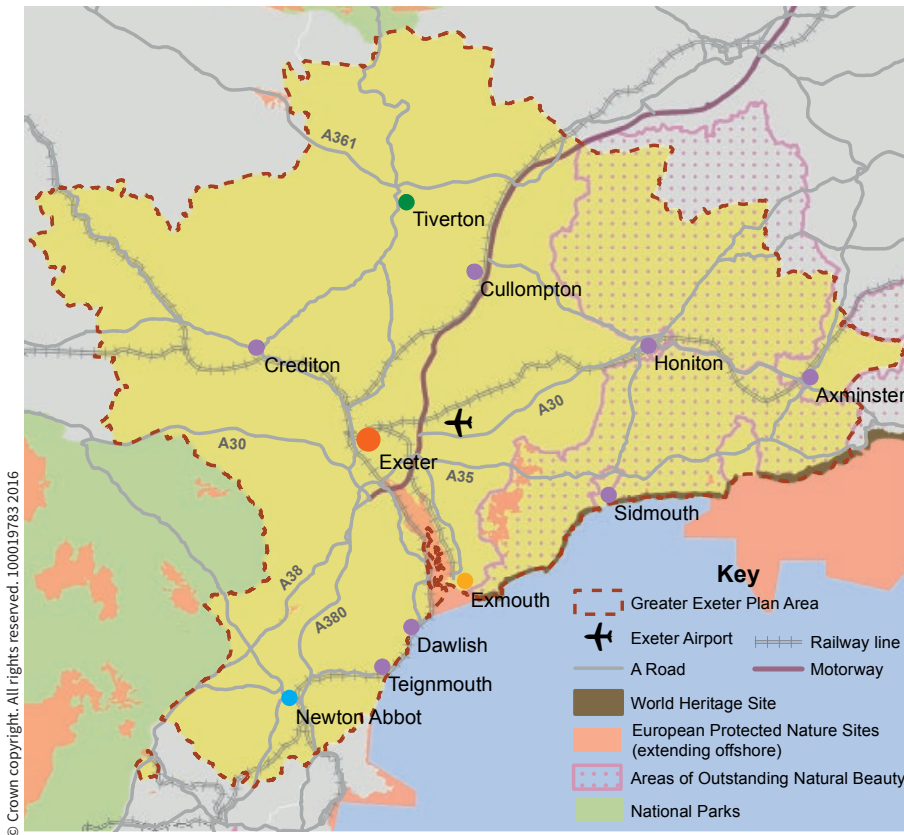 A361
Tiverton
Cullompton
Crediton
Honiton
Axminster
A30
A30
Exeter
A35
Sidmouth
A38
A380
Exmouth
Dawlish
Teignmouth
Newton Abbot
Key
Greater Exeter Plan Area
Exeter Airport
Railway line
A Road
Motorway
World Heritage Site
European Protected Nature Sites
(extending offshore)
Areas of Outstanding Natural Beauty
National Parks
© Crown copyright. All rights reserved. 100019783 2016